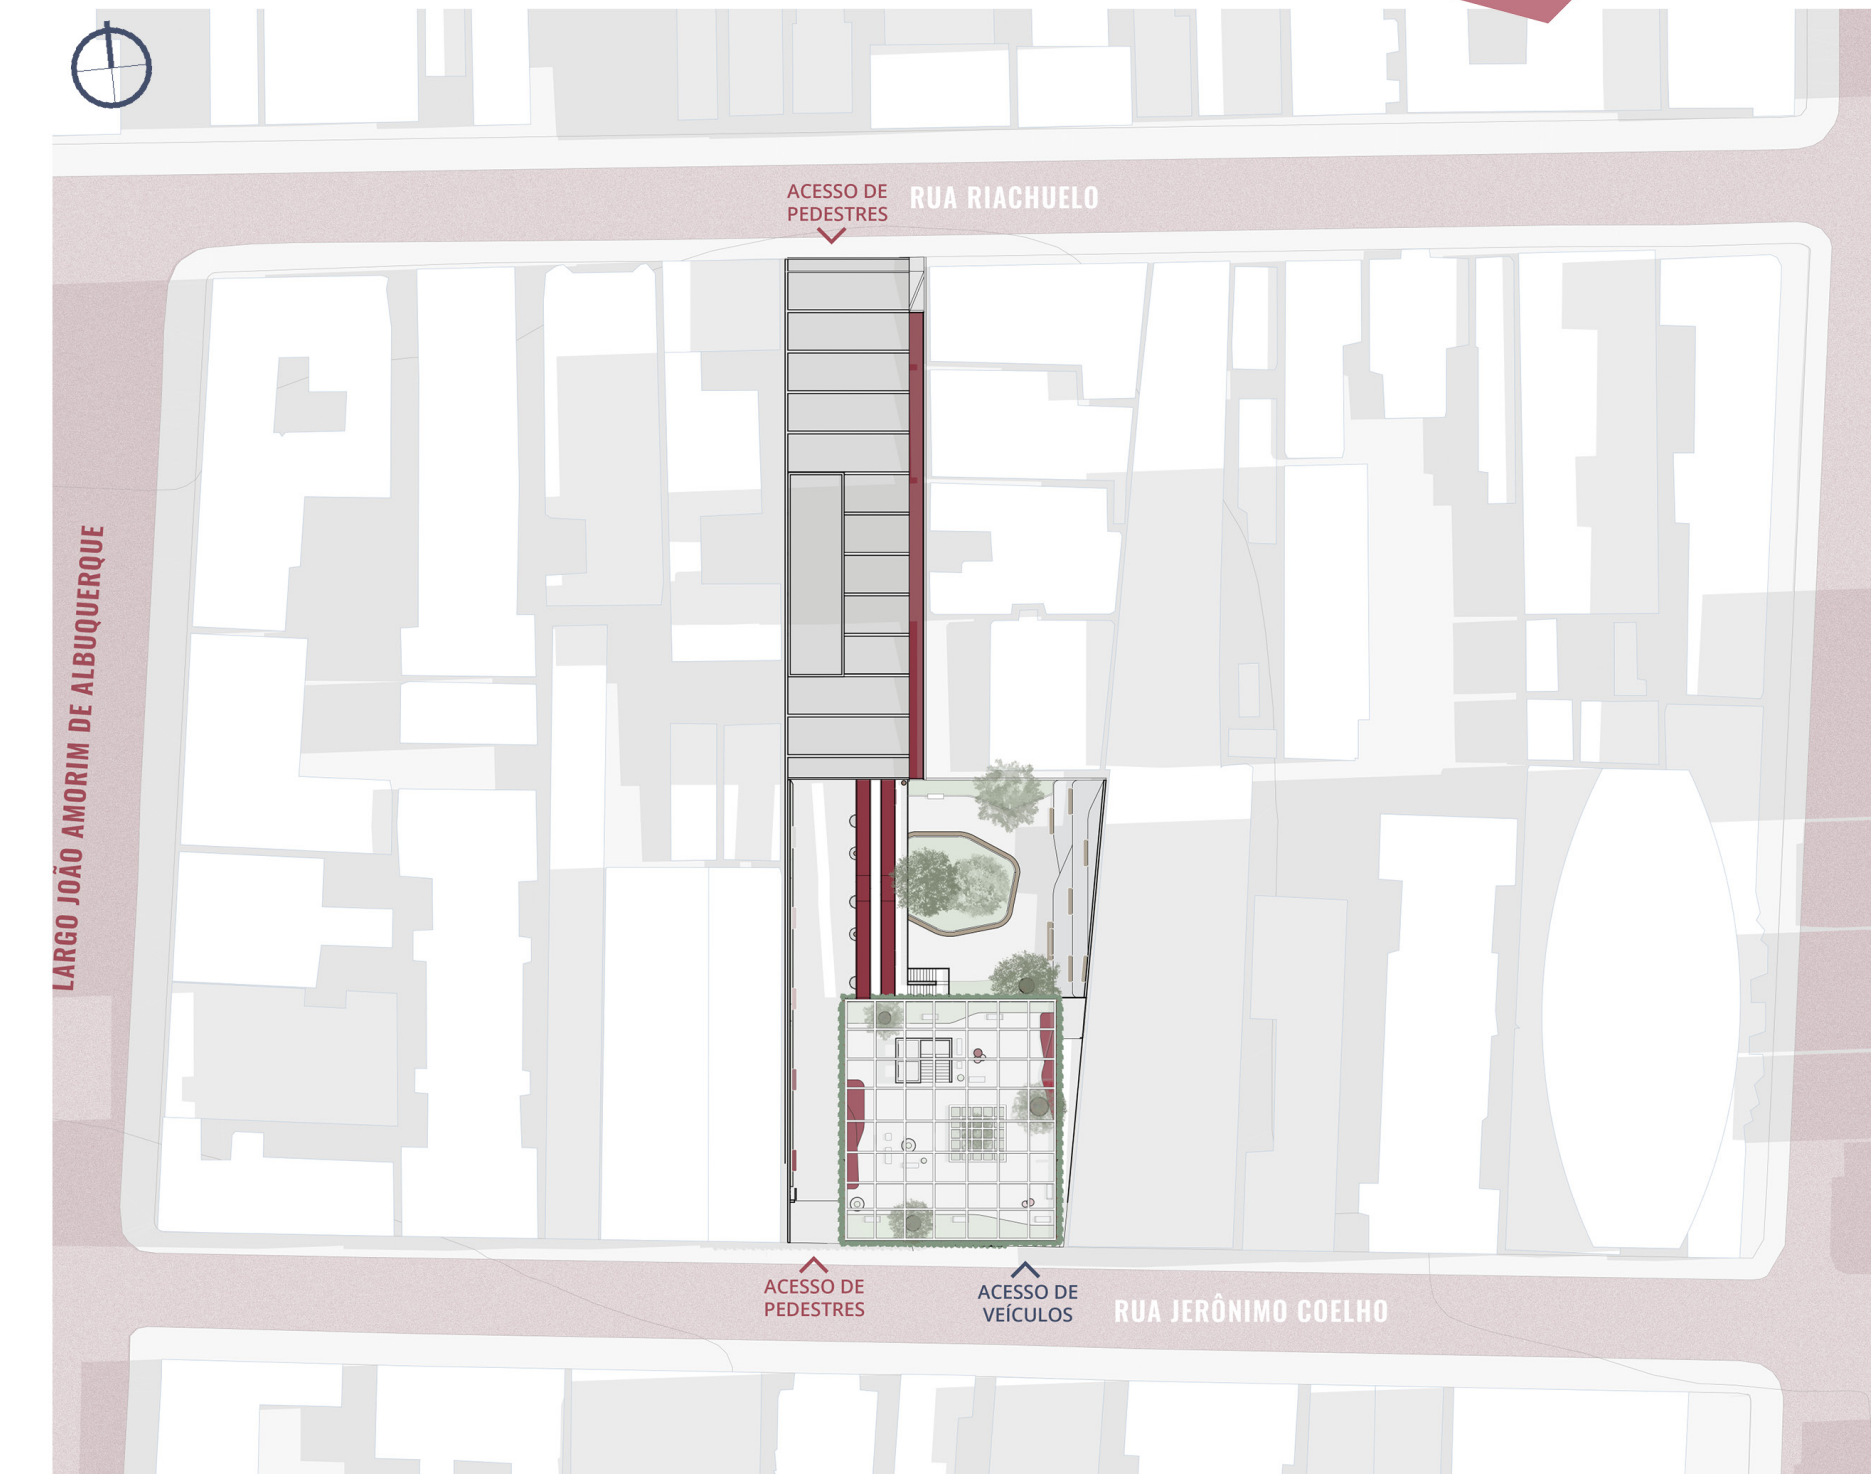 ACESSO DE
PEDESTRES
RUA RIACHUELO
LARGO JOÃO AMORIM DE ALBUQUERQUE
ACESSO DE
PEDESTRES
ACESSO DE
VEÍCULOS
RUA JERÔNIMO COELHO